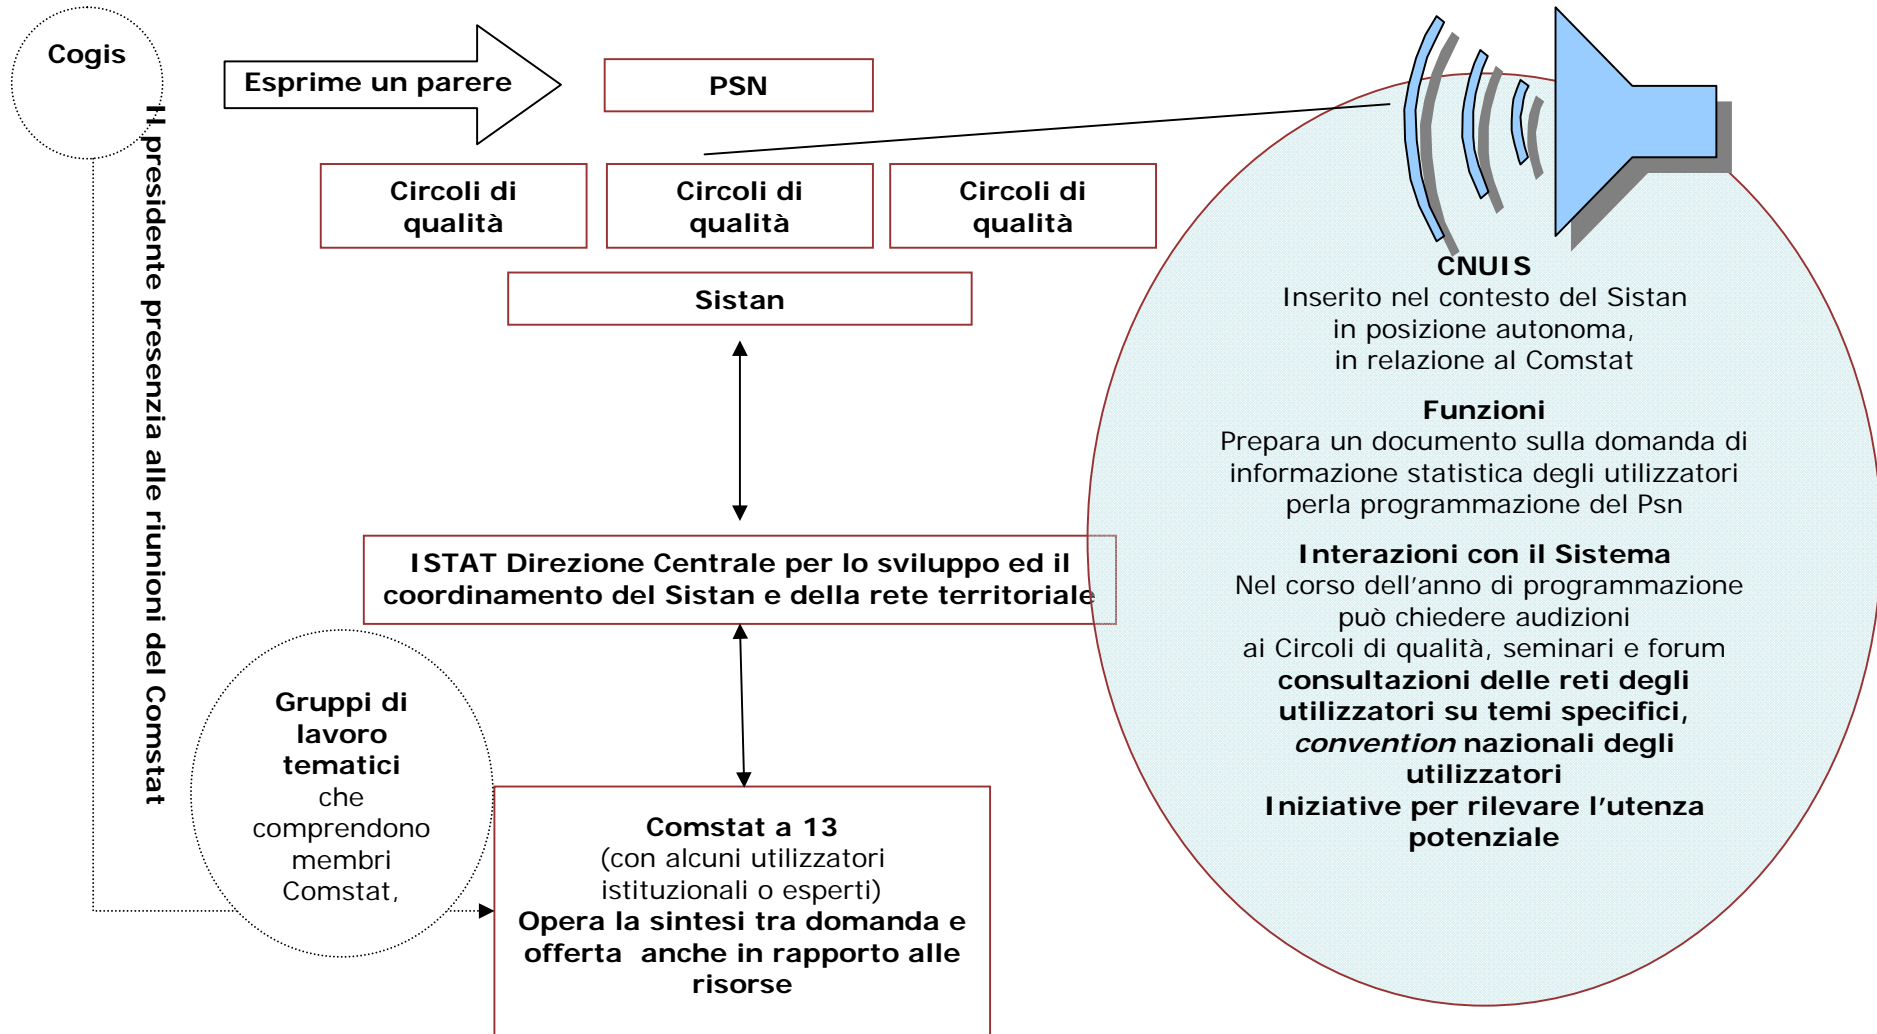 Cogis
Esprime un parere
PSN
Il presidente presenzia alle riunioni del Comstat
Circoli di
qualità
Circoli di
qualità
Circoli di
qualità
Sistan
ISTAT Direzione Centrale per lo sviluppo ed il
coordinamento del Sistan e della rete territoriale
Gruppi di
lavoro
tematici
che
comprendono
membri
Comstat,
Comstat a 13
(con alcuni utilizzatori
istituzionali o esperti)
Opera la sintesi tra domanda e
offerta anche in rapporto alle
risorse
CNUIS
Inserito nel contesto del Sistan
in posizione autonoma,
in relazione al Comstat
Funzioni
Prepara un documento sulla domanda di
informazione statistica degli utilizzatori
perla programmazione del Psn
Interazioni con il Sistema
Nel corso dell'anno di programmazione
può chiedere audizioni
ai Circoli di qualità, seminari e forum
consultazioni delle reti degli
utilizzatori su temi specifici,
convention nazionali degli
utilizzatori
Iniziative per rilevare l'utenza
potenziale